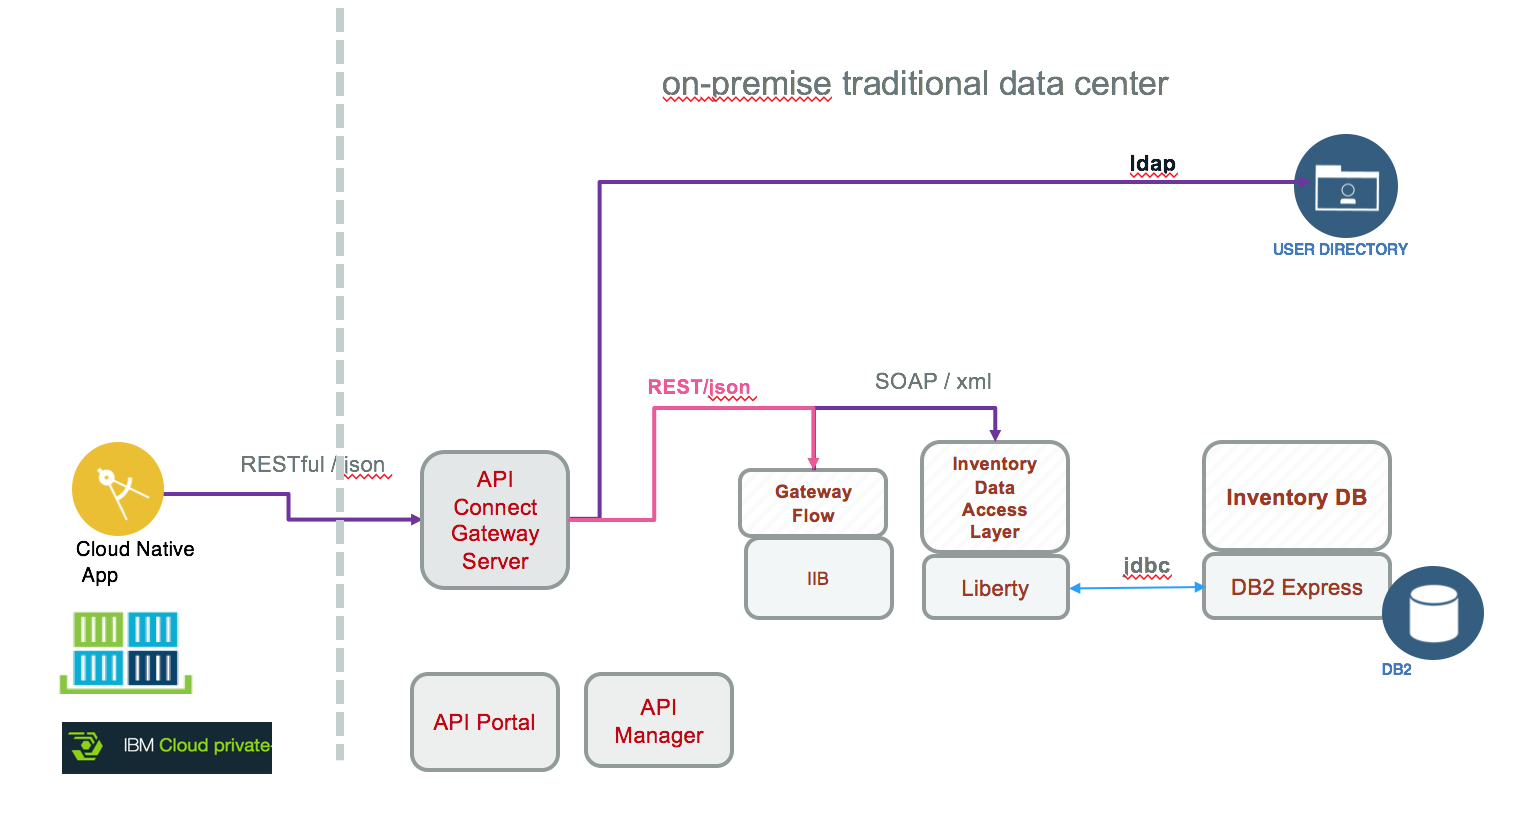 on-premise traditional data center
ldap
USER DIRECTORY
REST/json
SOAP / xml
RESTful / json
Cloud Native
App
API
Connect
Gateway
Server
Gateway
Flow
IIB
Inventory
Data
Access
Layer
Liberty
jdbc
Inventory DB
DB2 Express
DB2
API Portal
API
Manager
IBM Cloud private